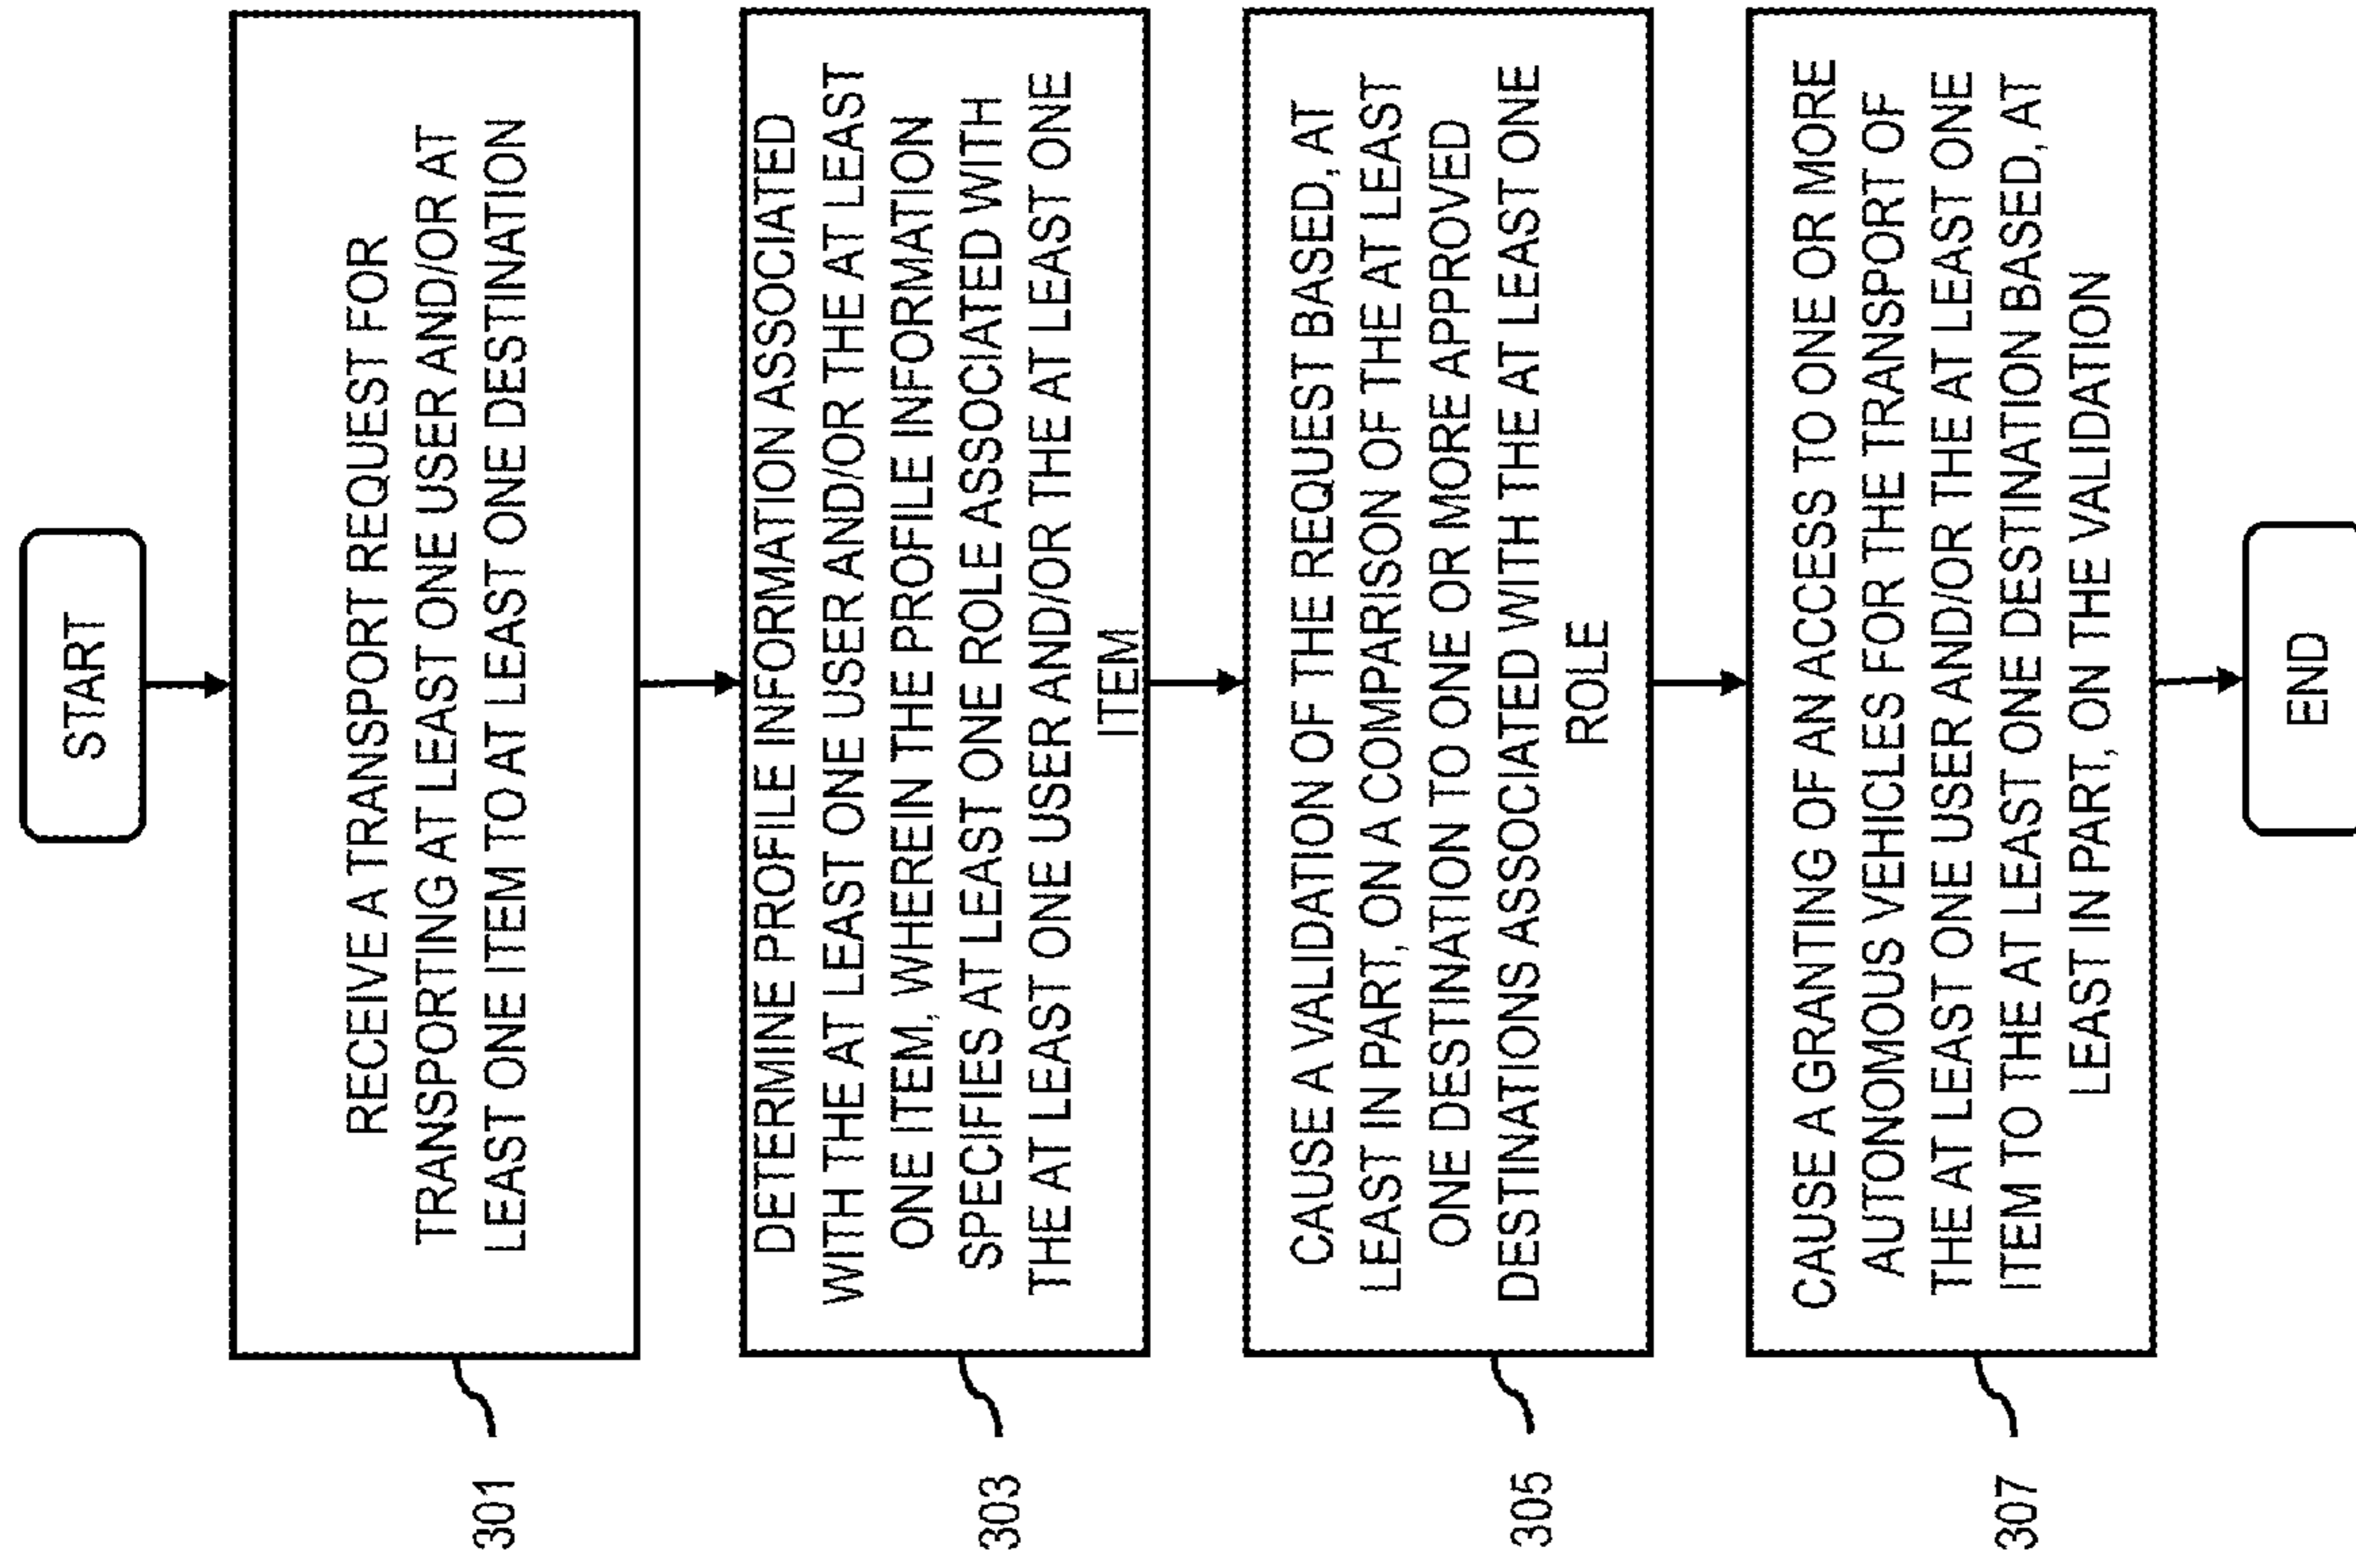 START
RECEIVE A TRANSPORT REQUEST FOR
TRANSPORTING AT LEAST ONE USER AND/OR AT
LEAST ONE ITEM TO AT LEAST ONE DESTINATION
301
DETERMINE PROFILE INFORMATION ASSOCIATED
WITH THE AT LEAST ONE USER AND/OR THE AT LEAST
ONE ITEM, WHEREIN THE PROFILE INFORMATION
SPECIFIES AT LEAST ONE ROLE ASSOCIATED WITH
THE AT LEAST ONE USER AND/OR THE AT LEAST ONE
ITEM
303
CAUSE A VALIDATION OF THE REQUEST BASED, AT
LEAST IN PART, ON A COMPARISON OF THE AT LEAST
ONE DESTINATION TO ONE OR MORE APPROVED
DESTINATIONS ASSOCIATED WITH THE AT LEAST ONE
ROLE
305
CAUSE A GRANTING OF AN ACCESS TO ONE OR MORE
AUTONOMOUS VEHICLES FOR THE TRANSPORT OF
THE AT LEAST ONE USER AND/OR THE AT LEAST ONE
ITEM TO THE AT LEAST ONE DESTINATION BASED, AT
LEAST IN PART, ON THE VALIDATION
307
END